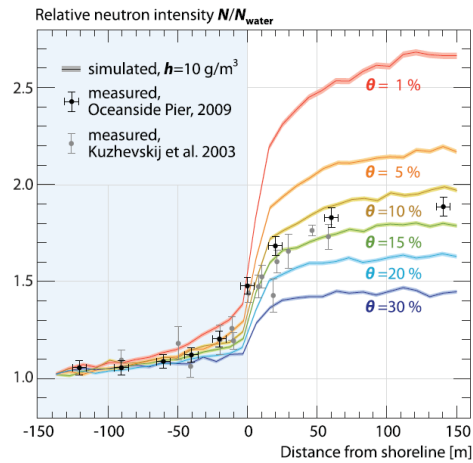 Relative neutron intensity N/Nwater
simulated, h=10 g/m³
measured,
Oceanside Pier, 2009
measured,
Kuzhevskij et al. 2003
θ = 1 %
θ = 5 %
θ = 10 %
θ = 15 %
θ = 20 %
θ = 30 %
2.5
2.0
1.5
1.0
-150 -100 -50 0 50 100 150
Distance from shoreline [m]